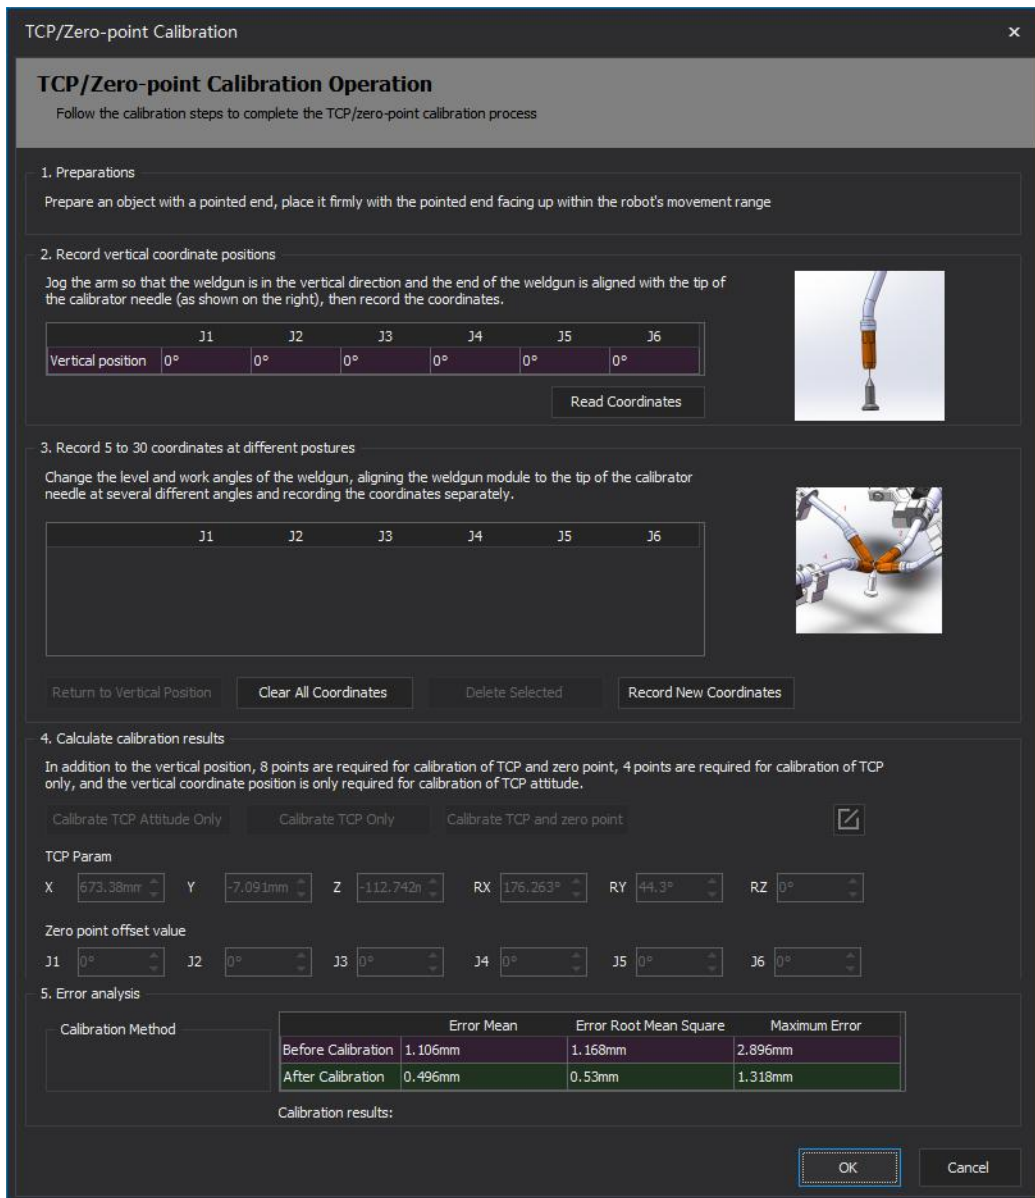 TCP/Zero-point Calibration
TCP/Zero-point Calibration Operation
Follow the calibration steps to complete the TCP/zero-point calibration process
1. Preparations
Prepare an object with a pointed end, place it firmly with the pointed end facing up within the robot's movement range
2. Record vertical coordinate positions
Jog the arm so that the weldgun is in the vertical direction and the end of the weldgun is aligned with the tip of
the calibrator needle (as shown on the right), then record the coordinates.
J1 J2 J3 J4 J5 J6
Vertical position 0° 0° 0° 0° 0° 0°
Read Coordinates
3. Record 5 to 30 coordinates at different postures
Change the level and work angles of the weldgun, aligning the weldgun module to the tip of the calibrator
needle at several different angles and recording the coordinates separately.
J1 J2 J3 J4 J5 J6
1
2
4
Return to Vertical Position Clear All Coordinates Delete Selected Record New Coordinates
4. Calculate calibration results
In addition to the vertical position, 8 points are required for calibration of TCP and zero point, 4 points are required for calibration of TCP
only, and the vertical coordinate position is only required for calibration of TCP attitude.
Calibrate TCP Attitude Only Calibrate TCP Only Calibrate TCP and zero point
TCP Param
X 673.38mm Y -7.091mm Z -112.742n RX 176.263° RY 44.3° RZ 0°
Zero point offset value
J1 0° J2 0° J3 0° J4 0° J5 0° J6 0°
5. Error analysis
Calibration Method
Error Mean Error Root Mean Square Maximum Error
Before Calibration 1.106mm 1.168mm 2.896mm
After Calibration 0.496mm 0.53mm 1.318mm
Calibration results:
OK Cancel